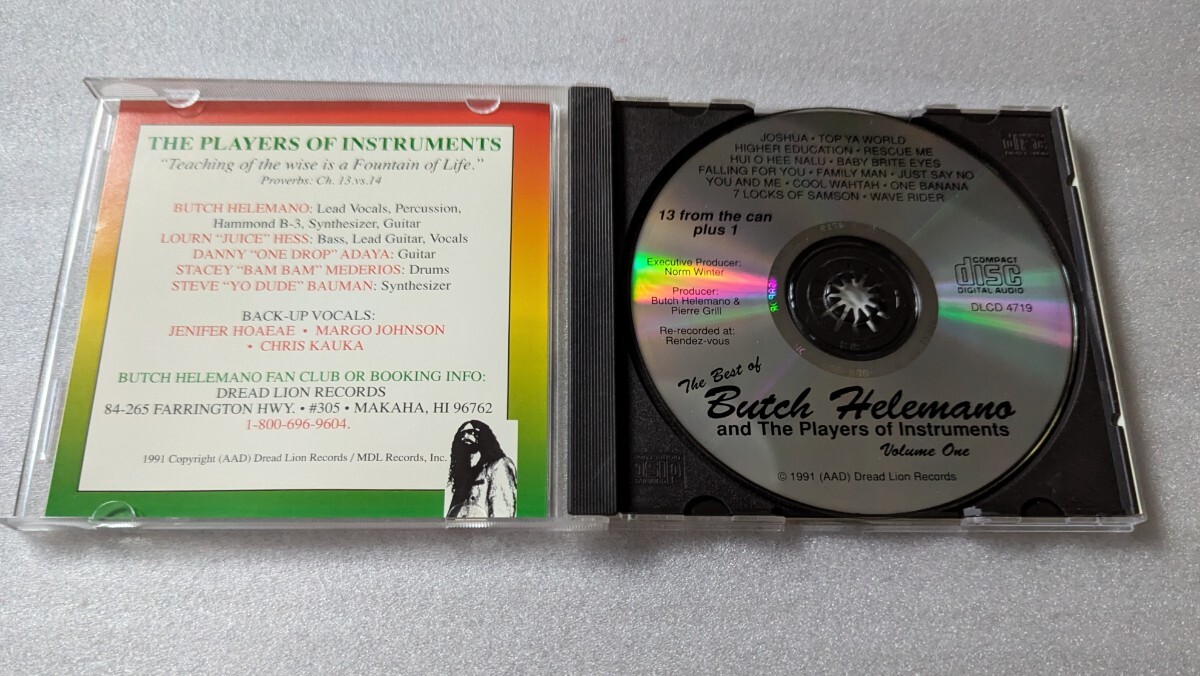 THE PLAYERS OF INSTRUMENTS
"Teaching of the wise is a Fountain of Life."
Proverbs: Ch. 13.vs.14
BUTCH HELEMANO: Lead Vocals, Percussion,
Hammond B-3, Synthesizer, Guitar
LOURN "JUICE" HESS: Bass, Lead Guitar, Vocals
DANNY "ONE DROP" ADAYA: Guitar
STACEY "BAM BAM" MEDERIOS: Drums
STEVE "YO DUDE" BAUMAN: Synthesizer
BACK-UP VOCALS:
JENIFER HOAEAE • MARGO JOHNSON
• CHRIS KAUKA
BUTCH HELEMANO FAN CLUB OR BOOKING INFO:
DREAD LION RECORDS
84-265 FARRINGTON HWY. • #305 • MAKAHA, HI 96762
1-800-696-9604.
1991 Copyright (AAD) Dread Lion Records / MDL Records, Inc.
JOSHUA • TOP YA WORLD
HIGHER EDUCATION • RESCUE ME
HUI O HEE NALU • BABY BRITE EYES
FALLING FOR YOU • FAMILY MAN • JUST SAY NO
YOU AND ME • COOL WAHTAH • ONE BANANA
7 LOCKS OF SAMSON • WAVE RIDER
13 from the can
plus 1
Executive Producer:
Norm Winter
Producer:
Butch Helemano &
Pierre Grill
Re-recorded at:
Rendez-vous
COMPACT
disc
DIGITAL AUDIO
DLCD 4719
The Best of
Butch Helemano
and The Players of Instruments
Volume One
© 1991 (AAD) Dread Lion Records